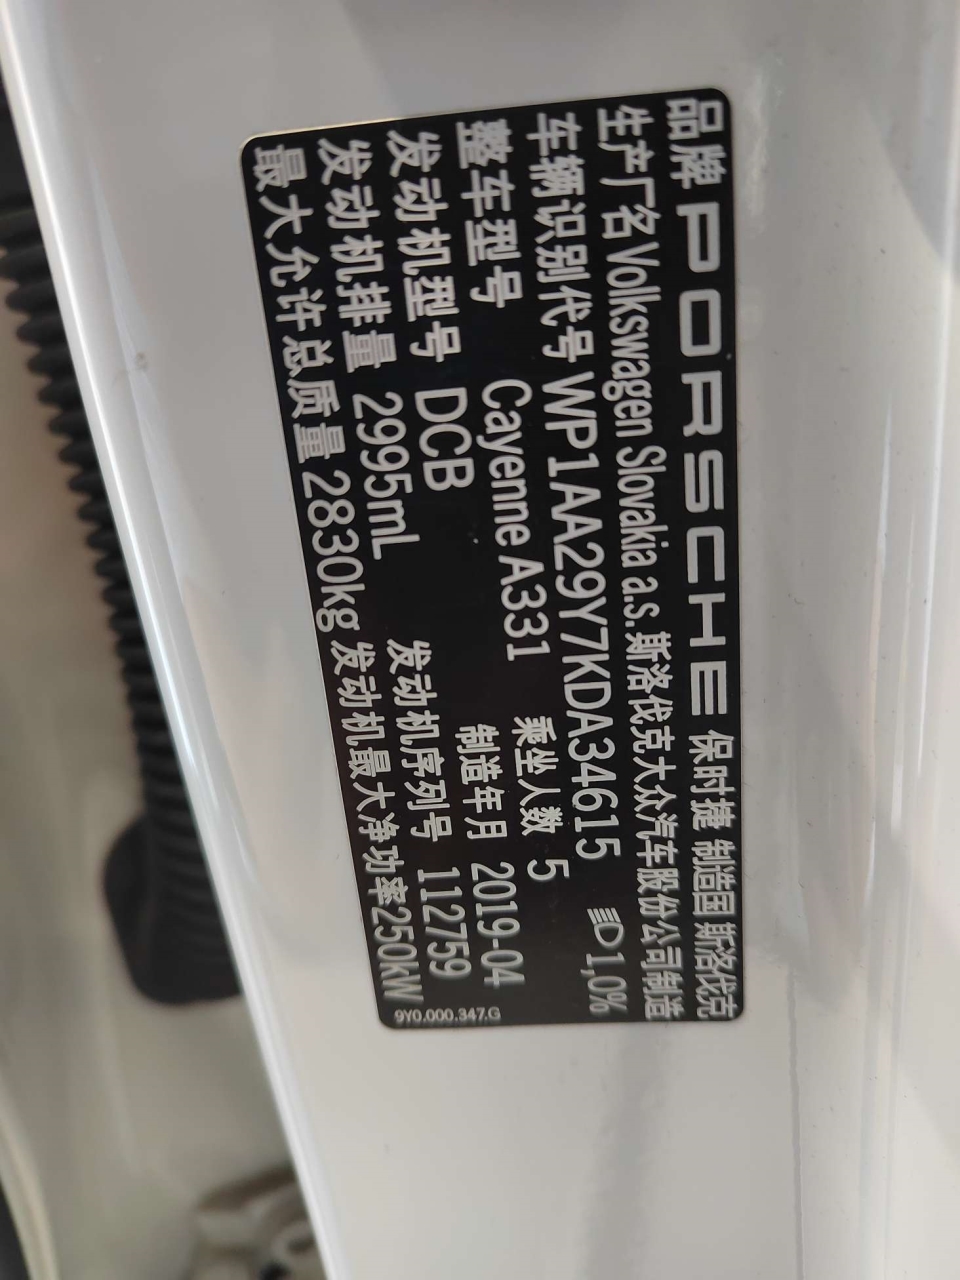 品牌 PORSCHE 保时捷 制造国 斯洛伐克
生产厂名 Volkswagen Slovakia a.s. 斯洛伐克大众汽车股份公司制造
车辆识别代号 WP1AA29Y7KDA34615 1,0%
整车型号 Cayenne A331 乘坐人数 5
发动机型号 DCB 制造年月 2019-04
发动机排量 2995mL 发动机序列号 112759
最大允许总质量 2830kg 发动机最大净功率250kW
9Y0.000.347.G